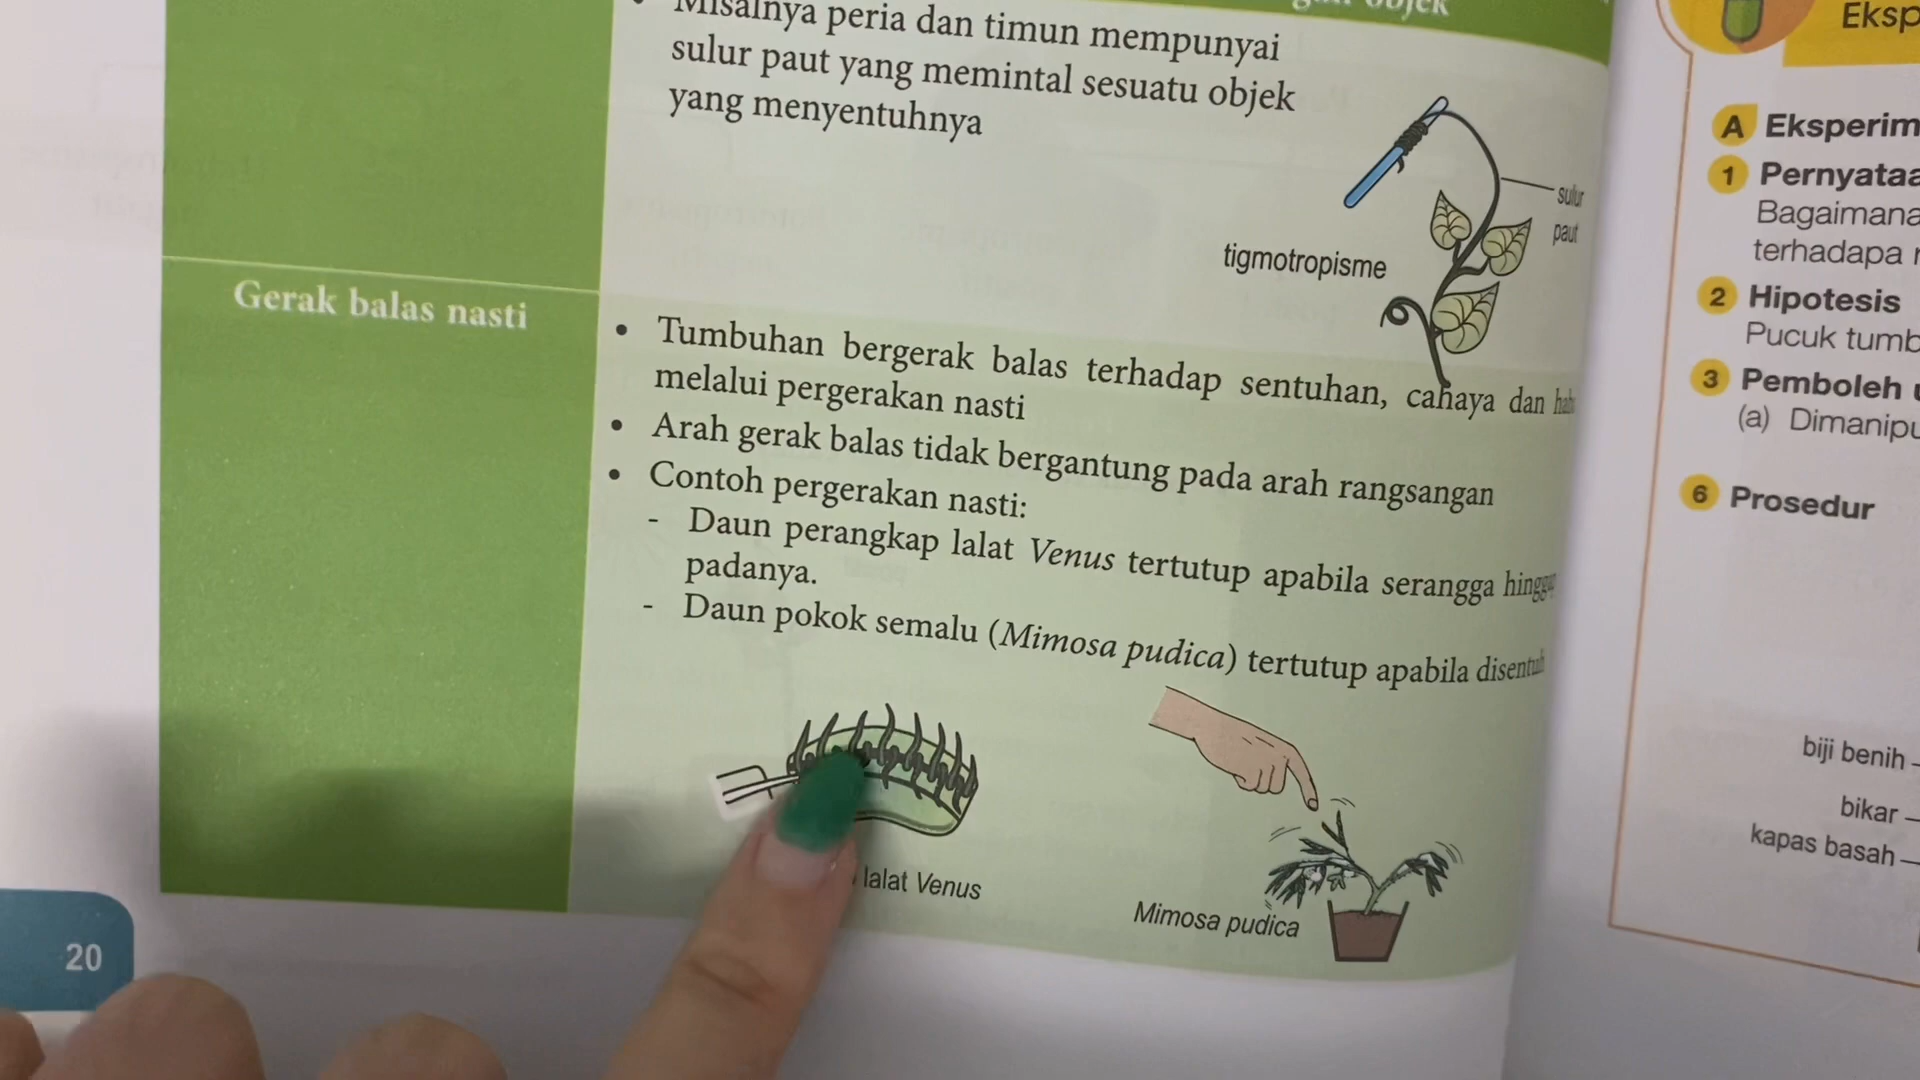 objek
Misalnya peria dan timun mempunyai
sulur paut yang memintal sesuatu objek
yang menyentuhnya
sulur
paut
tigmotropisme
Gerak balas nasti
• Tumbuhan bergerak balas terhadap sentuhan, cahaya dan
melalui pergerakan nasti
• Arah gerak balas tidak bergantung pada arah rangsangan
• Contoh pergerakan nasti:
- Daun perangkap lalat Venus tertutup apabila serangga
padanya.
- Daun pokok semalu (Mimosa pudica) tertutup apabila
lalat Venus
Mimosa pudica
20
Eksp
A Eksperim
1 Pernyataa
Bagaimana
terhadapa
2 Hipotesis
Pucuk tumb
3 Pemboleh
(a) Dimanipu
6 Prosedur
biji benih
bikar
kapas basah